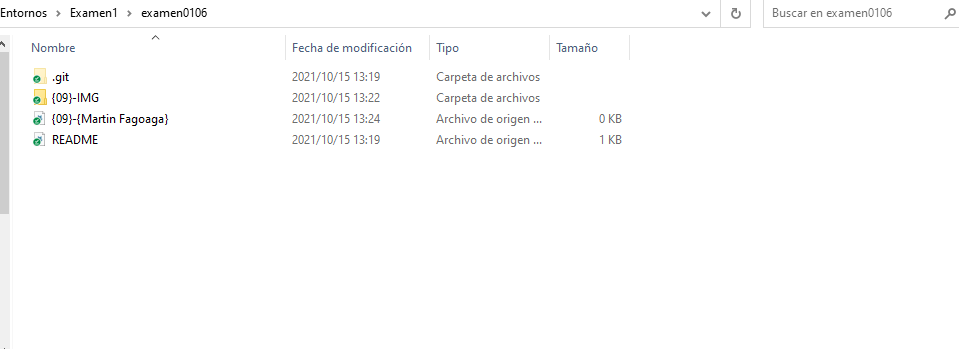 Entornos > Examen1 > examen0106
Buscar en examen0106
Nombre Fecha de modificación Tipo Tamaño
.git 2021/10/15 13:19 Carpeta de archivos
{09}-IMG 2021/10/15 13:22 Carpeta de archivos
{09}-{Martin Fagoaga} 2021/10/15 13:24 Archivo de origen ... 0 KB
README 2021/10/15 13:19 Archivo de origen ... 1 KB